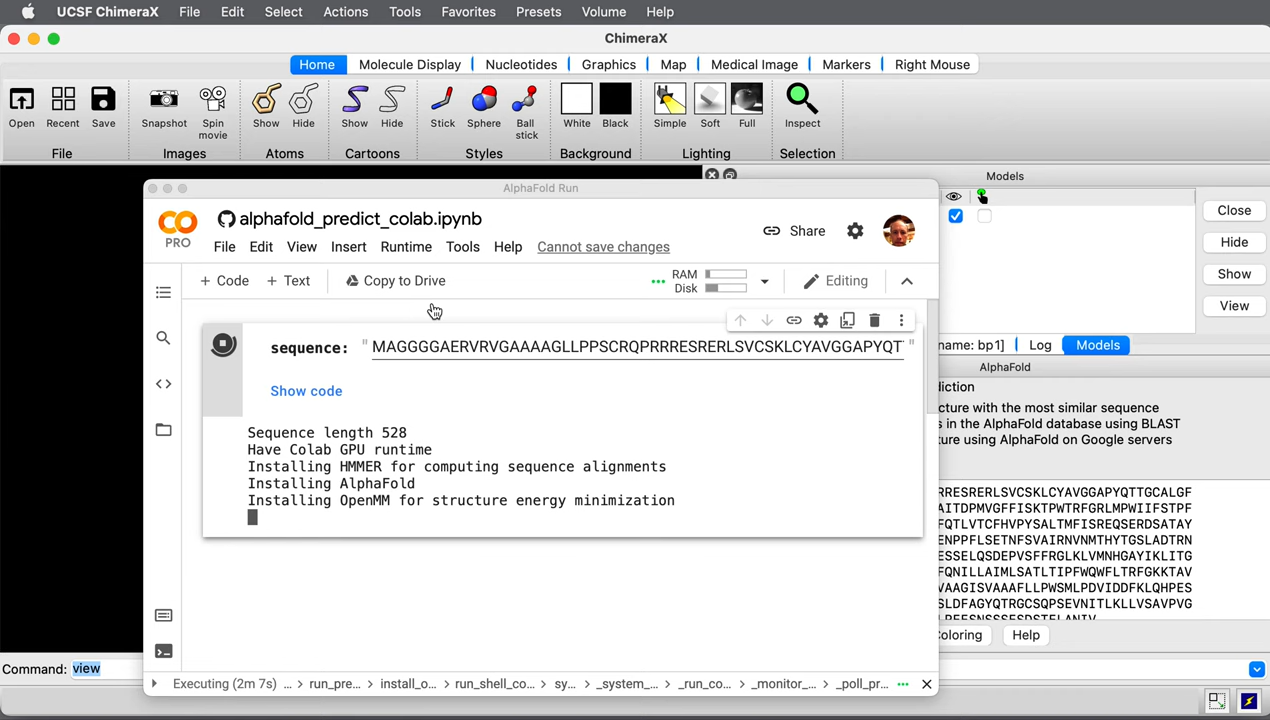 UCSF ChimeraX File Edit Select Actions Tools Favorites Presets Volume Help
ChimeraX
Home Molecule Display Nucleotides Graphics Map Medical Image Markers Right Mouse
Open Recent Save Snapshot Spin movie Show Hide Show Hide Stick Sphere Ball stick White Black Simple Soft Full Inspect
File Images Atoms Cartoons Styles Background Lighting Selection
Models
AlphaFold Run
alphafold_predict_colab.ipynb
PRO
Share
File Edit View Insert Runtime Tools Help Cannot save changes
+ Code + Text Copy to Drive RAM Disk Editing
sequence: "MAGGGGAERVRVGAAAAGLLPPSCRQPRRRESRERLSVCSKLCYAVGGAPYQT"
Show code
Sequence length 528
Have Colab GPU runtime
Installing HMMER for computing sequence alignments
Installing AlphaFold
Installing OpenMM for structure energy minimization
Executing (2m 7s) ... > run_pre... > install_o... > run_shell_co... > sy... > _system_... > _run_co... > _monitor_... > _poll_pr...
Close
Hide
Show
View
name: bp1] Log Models
AlphaFold
diction
cture with the most similar sequence
s in the AlphaFold database using BLAST
ture using AlphaFold on Google servers
RRESRERLSVCSKLCYAVGGAPYQTTGCALGF
AITDPMVGFFISKTPWTRFGRLMPWIIFSTPF
FQTLVTCFHVPYSALTMFISREQSERDSATAY
ENPPFLSETNFSVAIRNVNMTHYTGSLADTRN
ESSELQSDEPVSFFRGLKLVMNHGAYIKLITG
FQNILLAIMLSATLTIPFWQWFLTRFGKKTAV
VAAGISVAAAFLLPWSMLPDVIDDFKLQHPES
SLDFAGYQTRGCSQPSEVNITLKLLVSAVPVG
oloring Help
Command: view